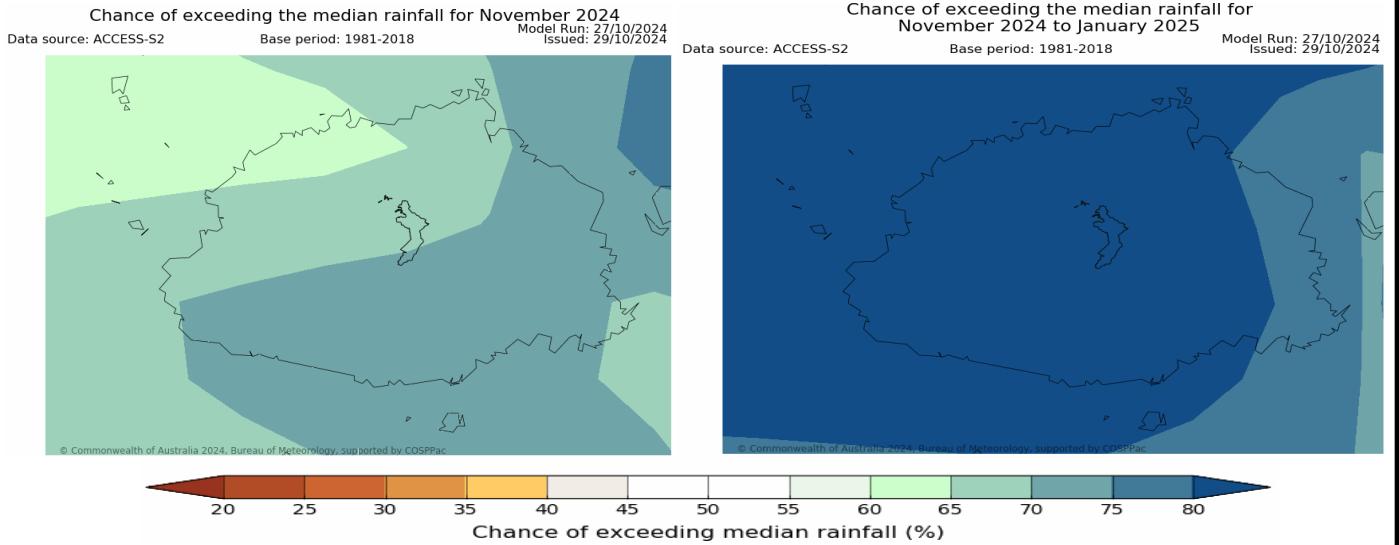 Chance of exceeding the median rainfall for November 2024
Model Run: 27/10/2024
Data source: ACCESS-S2 Base period: 1981-2018 Issued: 29/10/2024
© Commonwealth of Australia 2024, Bureau of Meteorology, supported by COSPPac
Chance of exceeding the median rainfall for
November 2024 to January 2025
Model Run: 27/10/2024
Data source: ACCESS-S2 Base period: 1981-2018 Issued: 29/10/2024
© Commonwealth of Australia 2024, Bureau of Meteorology, supported by COSPPac
20 25 30 35 40 45 50 55 60 65 70 75 80
Chance of exceeding median rainfall (%)